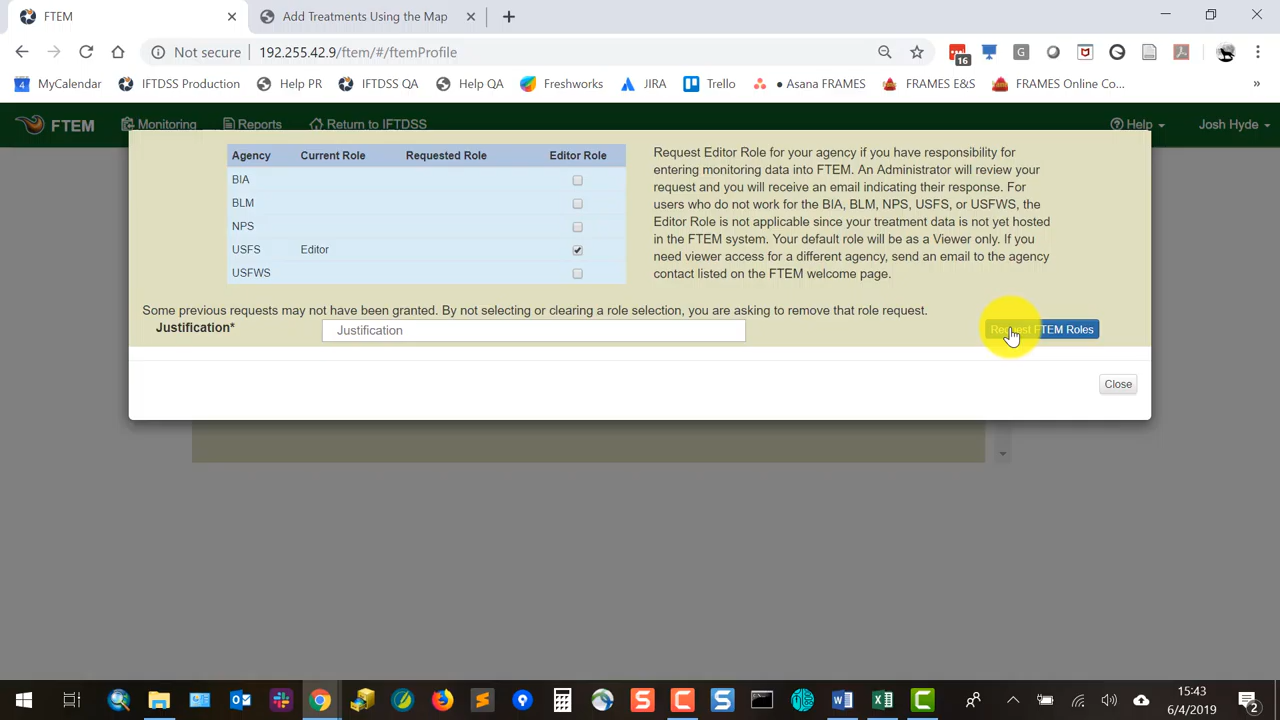 FTEM
Add Treatments Using the Map
Not secure
192.255.42.9/ftem/#/ftemProfile
16
4
MyCalendar
IFTDSS Production
Help PR
IFTDSS QA
Help QA
Freshworks
JIRA
Trello
● Asana FRAMES
FRAMES E&S
FRAMES Online Co...
»
FTEM
Monitoring
Reports
Return to IFTDSS
Help
Josh Hyde
Agency Current Role Requested Role Editor Role
BIA
BLM
NPS
USFS Editor
USFWS
Request Editor Role for your agency if you have responsibility for
entering monitoring data into FTEM. An Administrator will review your
request and you will receive an email indicating their response. For
users who do not work for the BIA, BLM, NPS, USFS, or USFWS, the
Editor Role is not applicable since your treatment data is not yet hosted
in the FTEM system. Your default role will be as a Viewer only. If you
need viewer access for a different agency, send an email to the agency
contact listed on the FTEM welcome page.
Some previous requests may not have been granted. By not selecting or clearing a role selection, you are asking to remove that role request.
Justification*
Justification
Request FTEM Roles
Close
15:43
6/4/2019
2